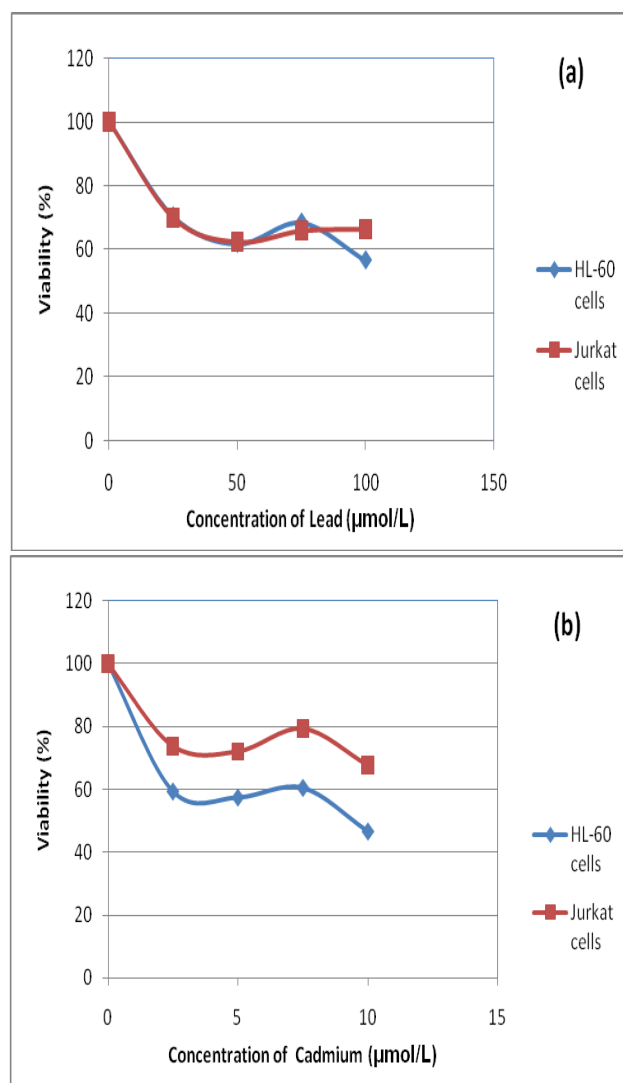 (a)
120
100
80
60
40
20
0
Viability (%)
0 50 100 150
Concentration of Lead (µmol/L)
HL-60
cells
Jurkat
cells
(b)
120
100
80
60
40
20
0
Viability (%)
0 5 10 15
Concentration of Cadmium (µmol/L)
HL-60
cells
Jurkat
cells